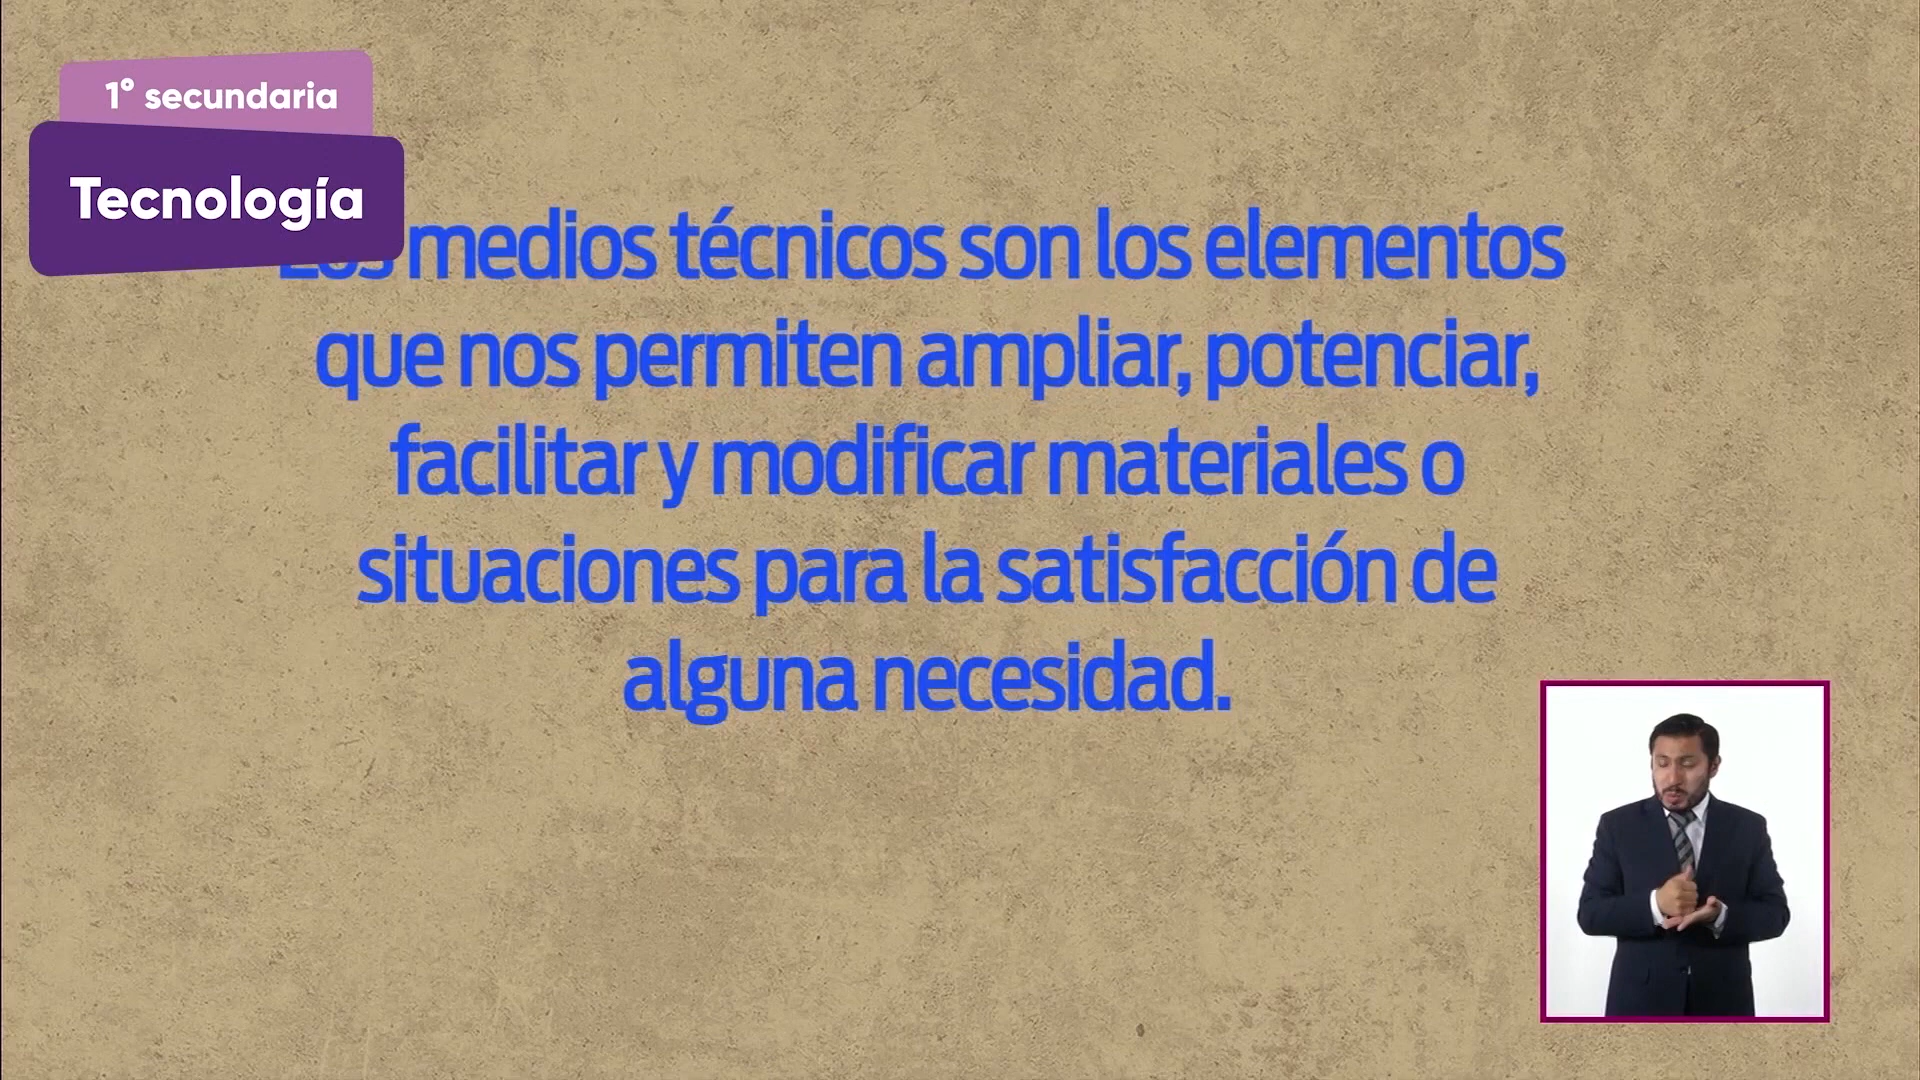 1° secundaria
Tecnología
Los medios técnicos son los elementos
que nos permiten ampliar, potenciar,
facilitar y modificar materiales o
situaciones para la satisfacción de
alguna necesidad.